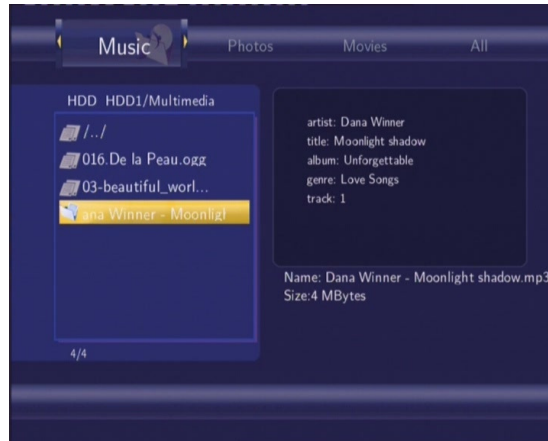 Music Photos Movies All
HDD HDD1/Multimedia
/../
016.De la Peau.ogg
03-beautiful_worl...
ana Winner - Moonligl
4/4
artist: Dana Winner
title: Moonlight shadow
album: Unforgettable
genre: Love Songs
track: 1
Name: Dana Winner - Moonlight shadow.mp3
Size:4 MBytes